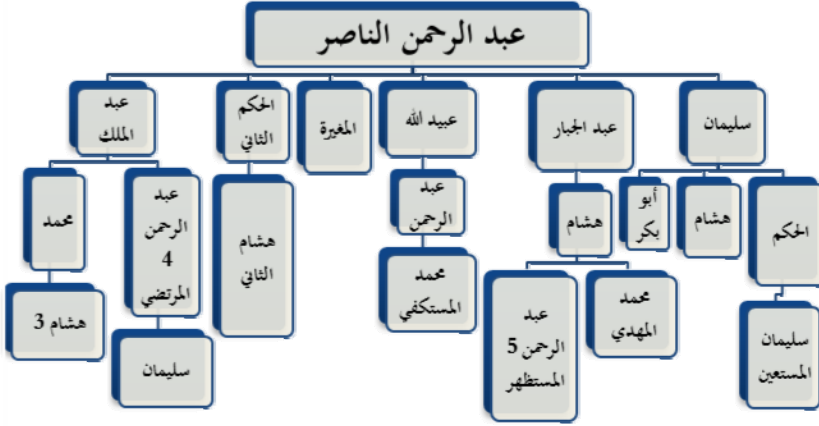 عبد الرحمن الناصر
سليمان
عبد الجبار
عبيد الله
المغيرة
الحكم
الثاني
عبد
الملك
الحكم
هشام
أبو
بكر
هشام
عبد
الرحمن
هشام
الثاني
عبد
الرحمن
4
المرتضي
محمد
سليمان
المستعين
محمد
المهدي
عبد
الرحمن 5
المستظهر
محمد
المستكفي
سليمان
هشام 3